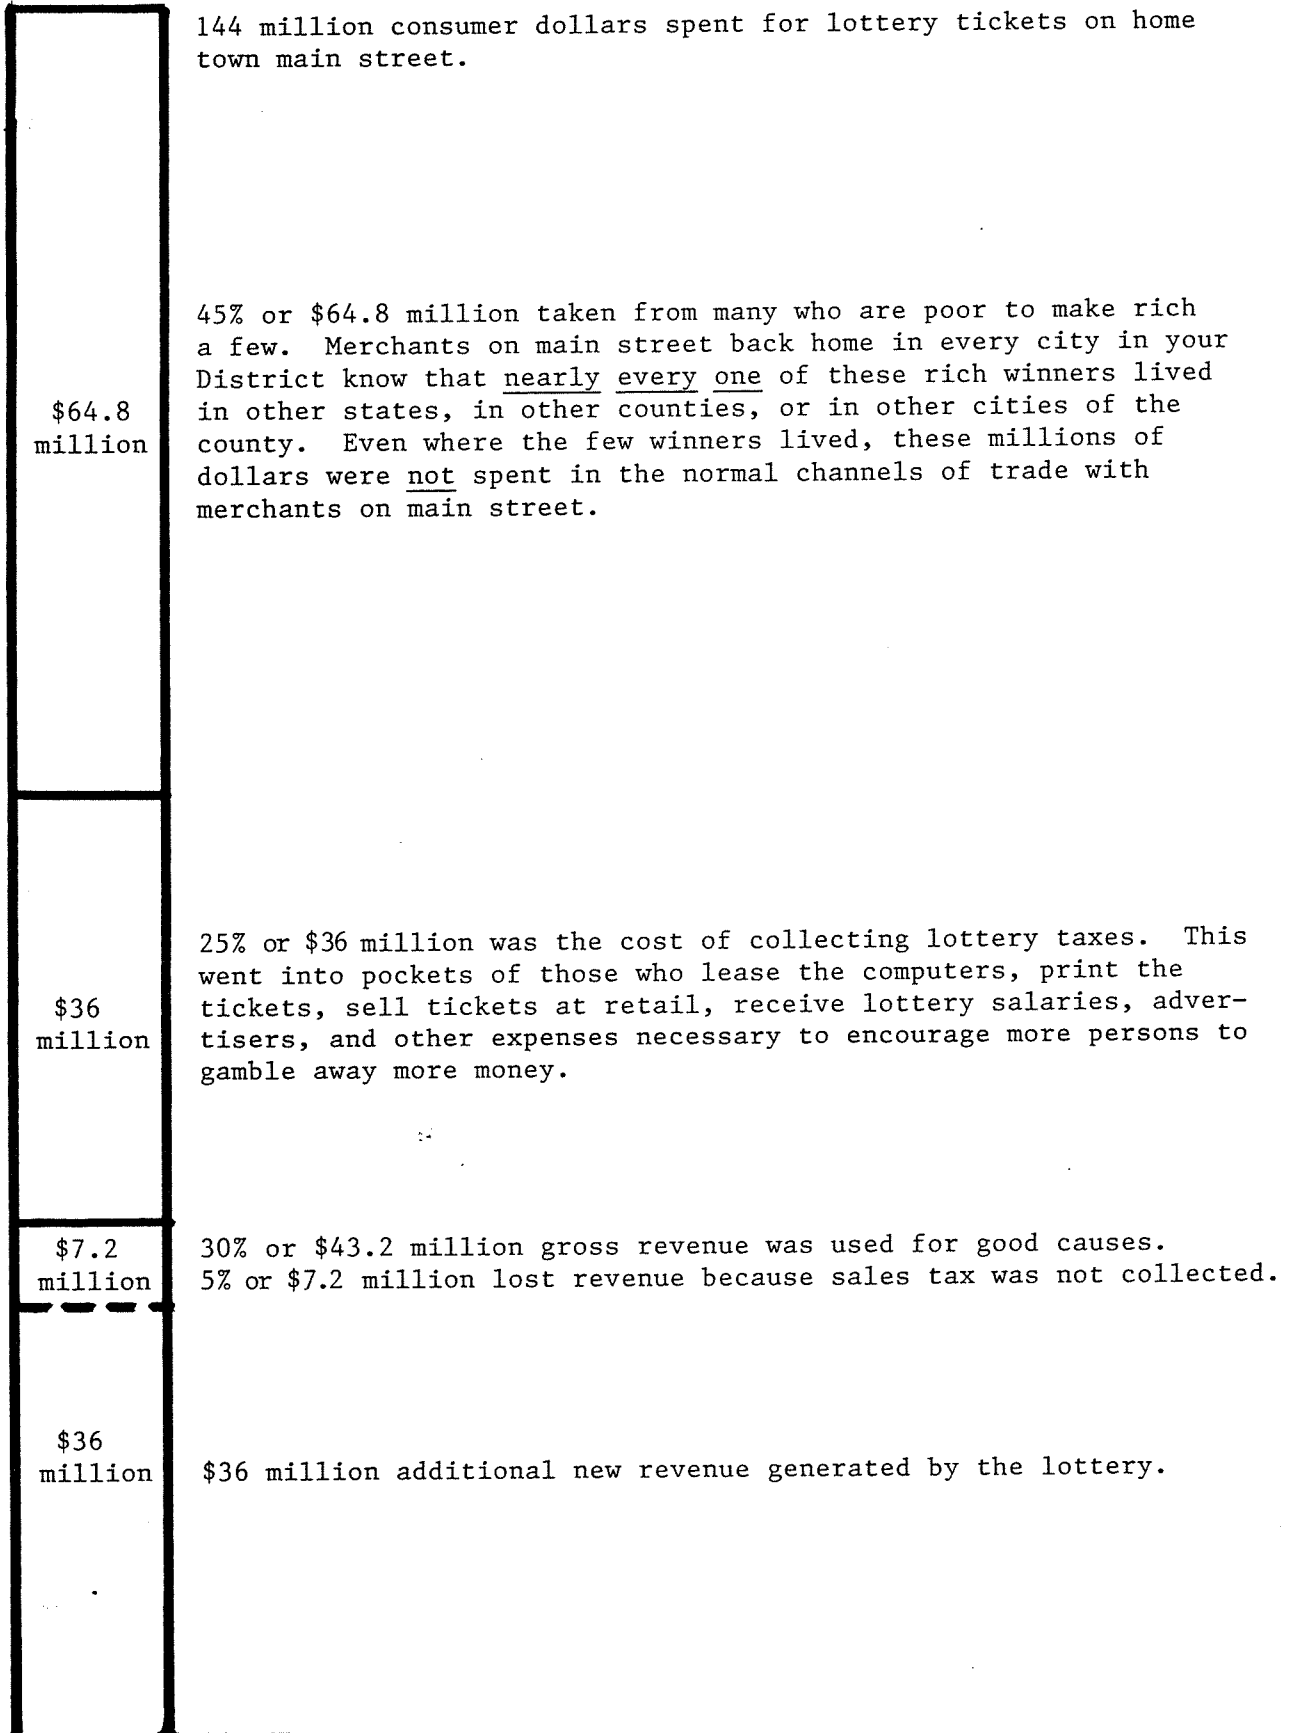 144 million consumer dollars spent for lottery tickets on home
town main street.
45% or $64.8 million taken from many who are poor to make rich
a few. Merchants on main street back home in every city in your
District know that nearly every one of these rich winners lived
in other states, in other counties, or in other cities of the
county. Even where the few winners lived, these millions of
dollars were not spent in the normal channels of trade with
merchants on main street.
$64.8
million
25% or $36 million was the cost of collecting lottery taxes. This
went into pockets of those who lease the computers, print the
tickets, sell tickets at retail, receive lottery salaries, adver-
tisers, and other expenses necessary to encourage more persons to
gamble away more money.
$36
million
$7.2
million
30% or $43.2 million gross revenue was used for good causes.
5% or $7.2 million lost revenue because sales tax was not collected.
$36
million
$36 million additional new revenue generated by the lottery.